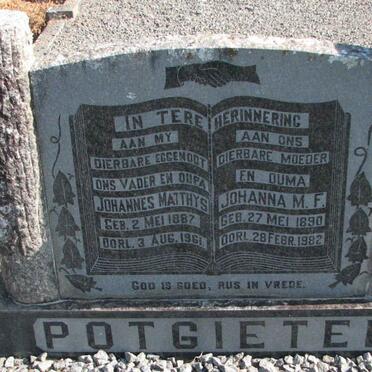 IN TERE HERINNERING
AAN MY
DIERBARE EGGENOOT
ONS VADER EN OUPA
JOHANNES MATTHYS
GEB. 2 MEI 1887
OORL. 3 AUG. 1961
AAN ONS
DIERBARE MOEDER
EN OUMA
JOHANNA M. F.
GEB. 27 MEI 1890
OORL. 28 FEBR. 1982
GOD IS GOED, RUS IN VREDE.
POTGIETE